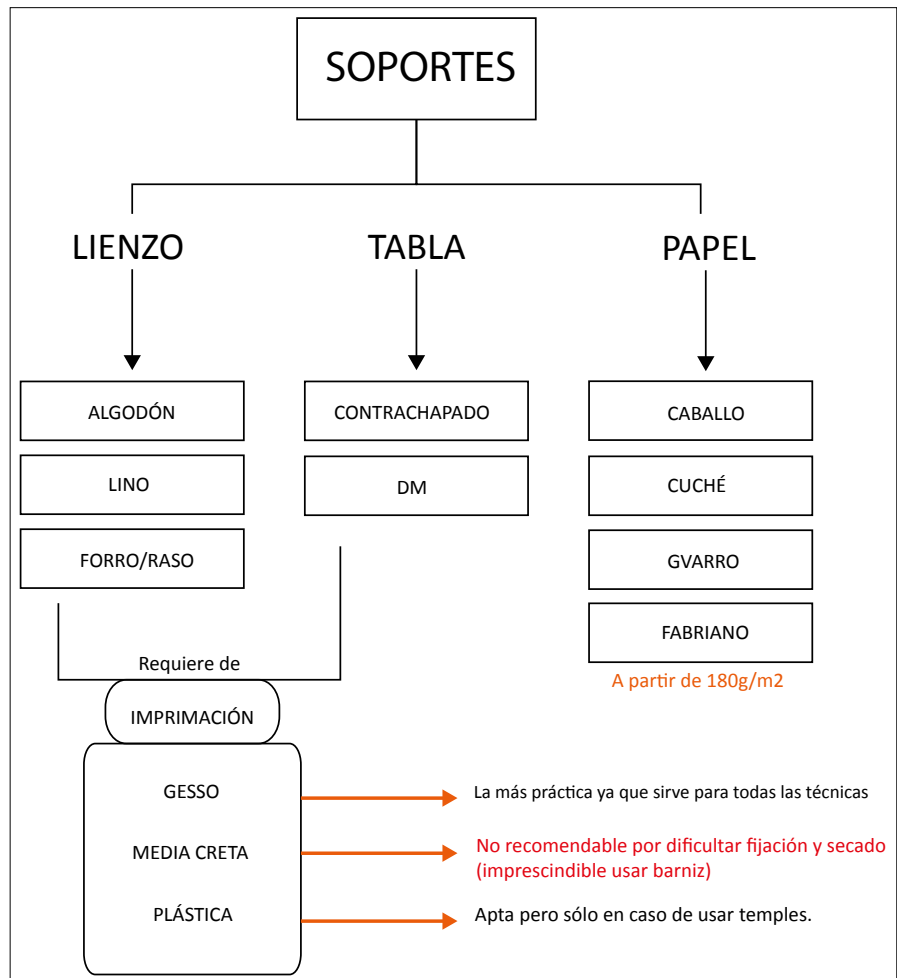 SOPORTES
LIENZO
TABLA
PAPEL
ALGODÓN
LINO
FORRO/RASO
CONTRACHAPADO
DM
CABALLO
CUCHÉ
GVARRO
FABRIANO
A partir de 180g/m2
Requiere de
IMPRIMACIÓN
GESSO
La más práctica ya que sirve para todas las técnicas
MEDIA CRETA
No recomendable por dificultar fijación y secado
(imprescindible usar barniz)
PLÁSTICA
Apta pero sólo en caso de usar temples.